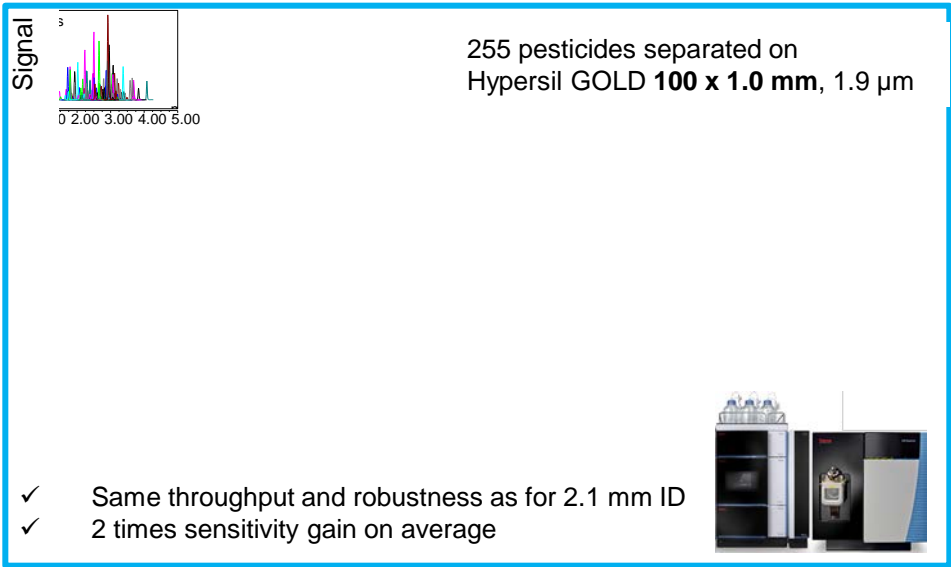 Signal
s
0 2.00 3.00 4.00 5.00
255 pesticides separated on
Hypersil GOLD 100 x 1.0 mm, 1.9 µm
✓ Same throughput and robustness as for 2.1 mm ID
✓ 2 times sensitivity gain on average